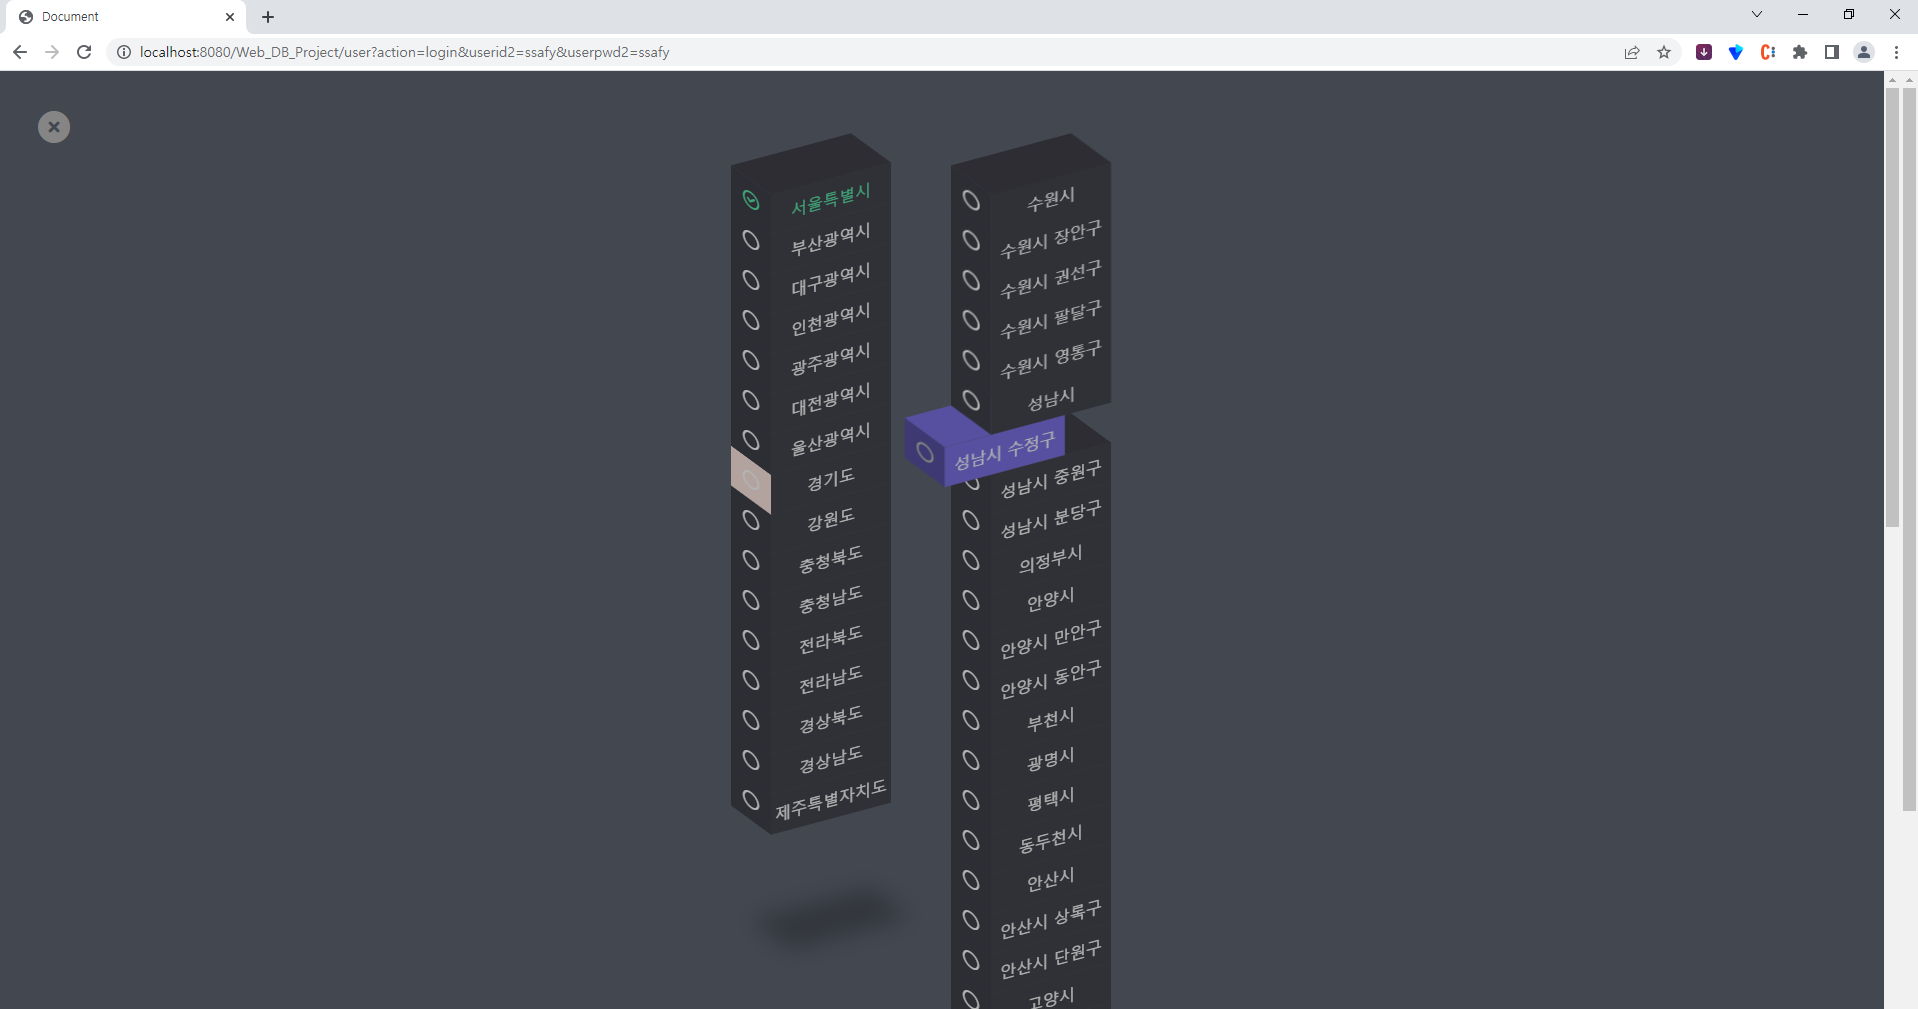 Document
localhost:8080/Web_DB_Project/user?action=login&userid2=ssafy&userpwd2=ssafy
서울특별시
부산광역시
대구광역시
인천광역시
광주광역시
대전광역시
울산광역시
경기도
강원도
충청북도
충청남도
전라북도
전라남도
경상북도
경상남도
제주특별자치도
수원시
수원시 장안구
수원시 권선구
수원시 팔달구
수원시 영통구
성남시
성남시 수정구
성남시 중원구
성남시 분당구
의정부시
안양시
안양시 만안구
안양시 동안구
부천시
광명시
평택시
동두천시
안산시
안산시 상록구
안산시 단원구
고양시